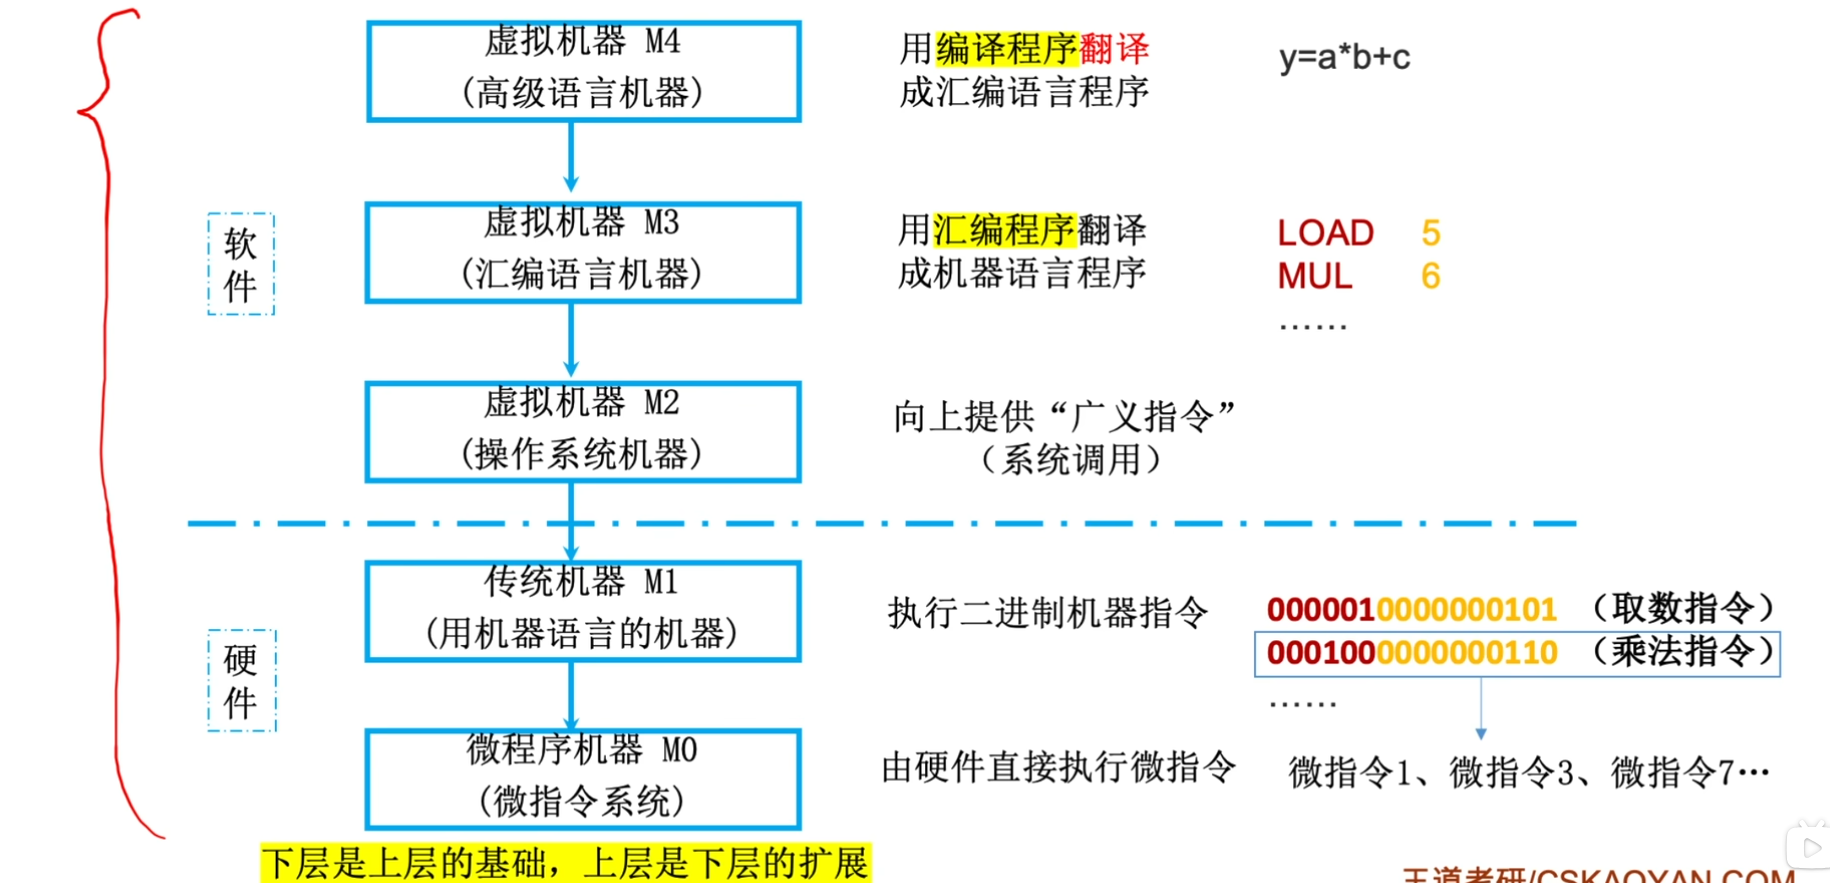 虚拟机器 M4
(高级语言机器)
用编译程序翻译
成汇编语言程序
y=a*b+c
软
件
虚拟机器 M3
(汇编语言机器)
用汇编程序翻译
成机器语言程序
LOAD 5
MUL 6
……
虚拟机器 M2
(操作系统机器)
向上提供“广义指令”
（系统调用）
硬
件
传统机器 M1
(用机器语言的机器)
执行二进制机器指令
0000010000000101 （取数指令）
0001000000000110 （乘法指令）
……
微程序机器 M0
(微指令系统)
由硬件直接执行微指令
微指令1、微指令3、微指令7…
下层是上层的基础，上层是下层的扩展
王道考研/CSKAOYAN.COM